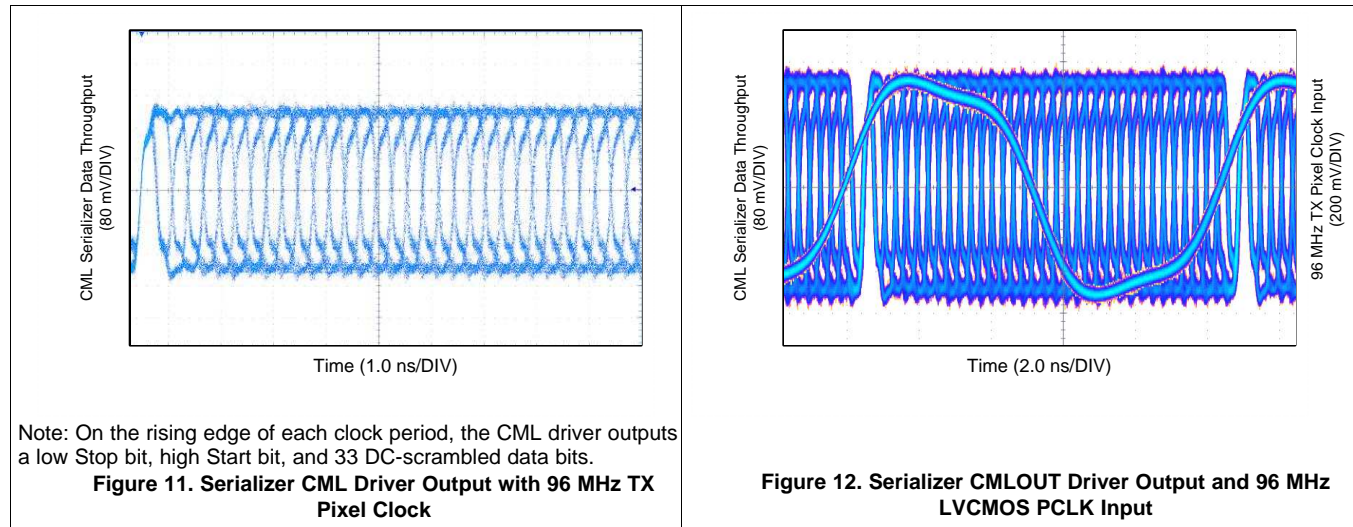 CML Serializer Data Throughput
(80 mV/DIV)
Time (1.0 ns/DIV)
Note: On the rising edge of each clock period, the CML driver outputs
a low Stop bit, high Start bit, and 33 DC-scrambled data bits.
Figure 11. Serializer CML Driver Output with 96 MHz TX
Pixel Clock
CML Serializer Data Throughput
(80 mV/DIV)
96 MHz TX Pixel Clock Input
(200 mV/DIV)
Time (2.0 ns/DIV)
Figure 12. Serializer CMLOUT Driver Output and 96 MHz
LVCMOS PCLK Input